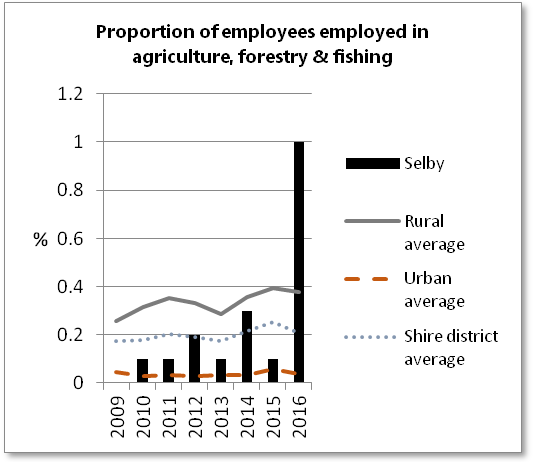 Proportion of employees employed in
agriculture, forestry & fishing
1.2
1
0.8
0.6
0.4
0.2
0
%
2009
2010
2011
2012
2013
2014
2015
2016
Selby
Rural
average
Urban
average
Shire district
average